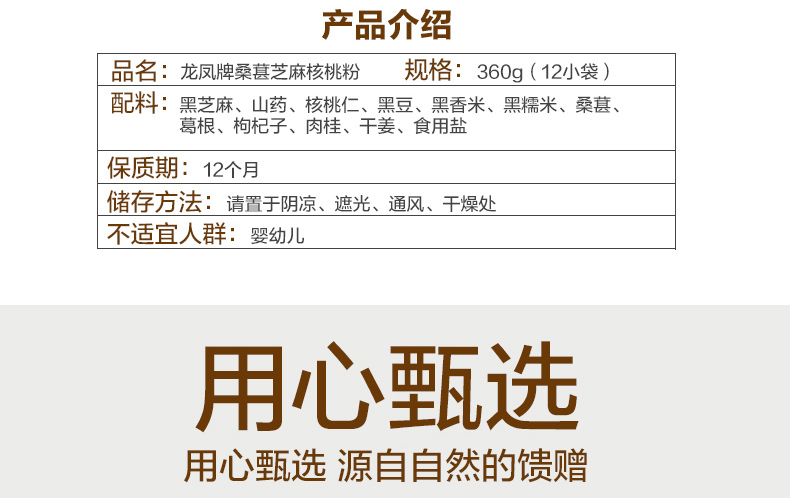 产品介绍
品名：龙凤牌桑葚芝麻核桃粉 规格：360g（12小袋）
配料：黑芝麻、山药、核桃仁、黑豆、黑香米、黑糯米、桑葚、
葛根、枸杞子、肉桂、干姜、食用盐
保质期：12个月
储存方法：请置于阴凉、遮光、通风、干燥处
不适宜人群：婴幼儿
用心甄选
用心甄选 源自自然的馈赠